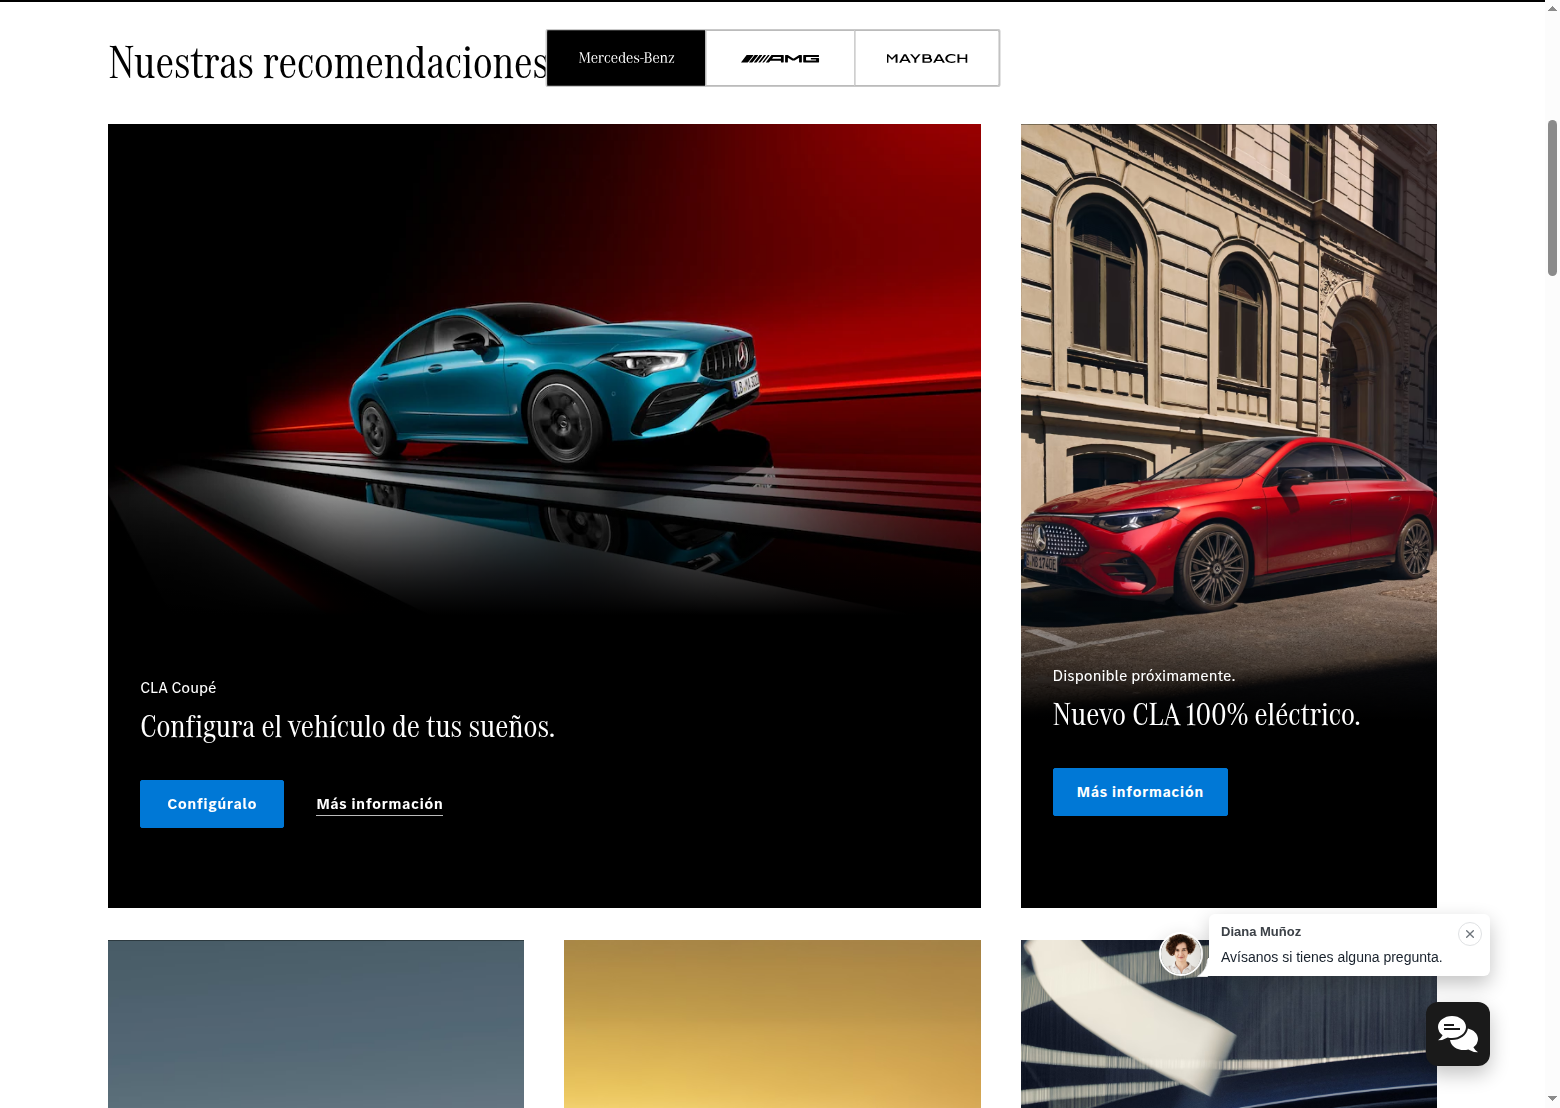 Nuestras recomendaciones
Mercedes-Benz
AMG
MAYBACH
CLA Coupé
Configura el vehículo de tus sueños.
Configúralo
Más información
Disponible próximamente.
Nuevo CLA 100% eléctrico.
Más información
Diana Muñoz
Avísanos si tienes alguna pregunta.